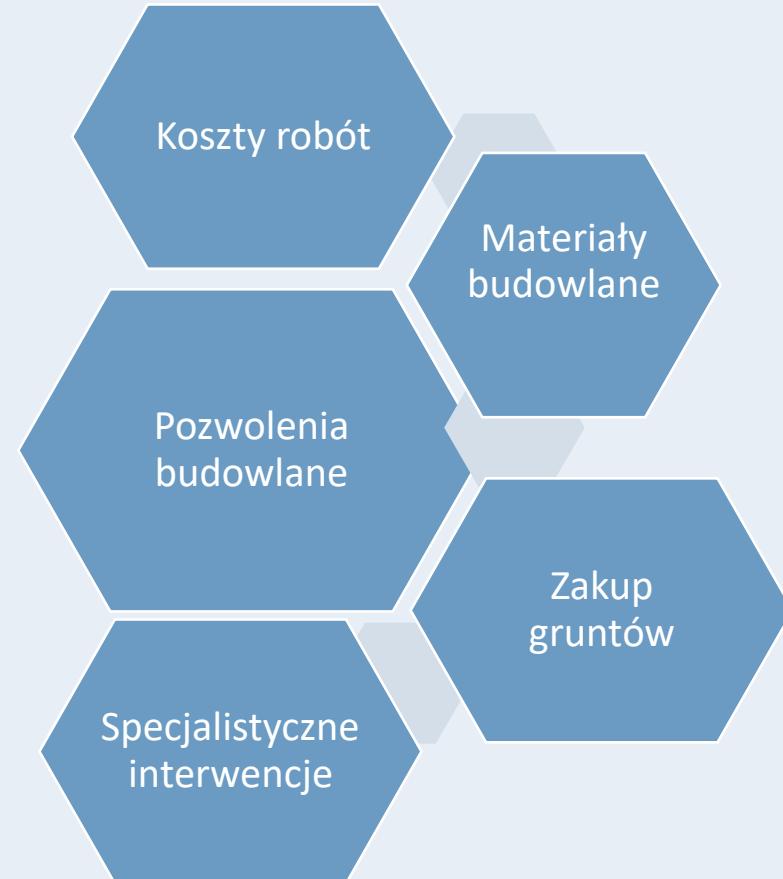 Koszty robót
Materiały
budowlane
Pozwolenia
budowlane
Zakup
gruntów
Specjalistyczne
interwencje